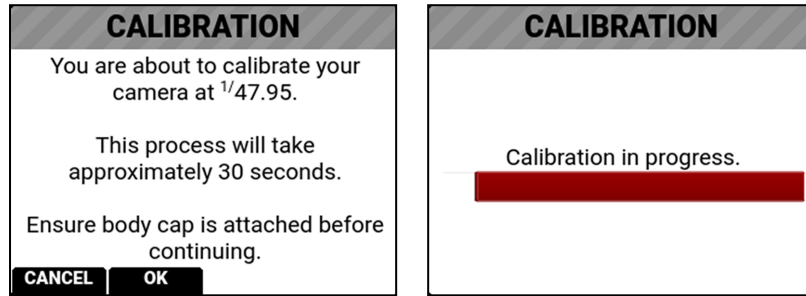 CALIBRATION
You are about to calibrate your
camera at 1/47.95.
This process will take
approximately 30 seconds.
Ensure body cap is attached before
continuing.
CANCEL OK
CALIBRATION
Calibration in progress.